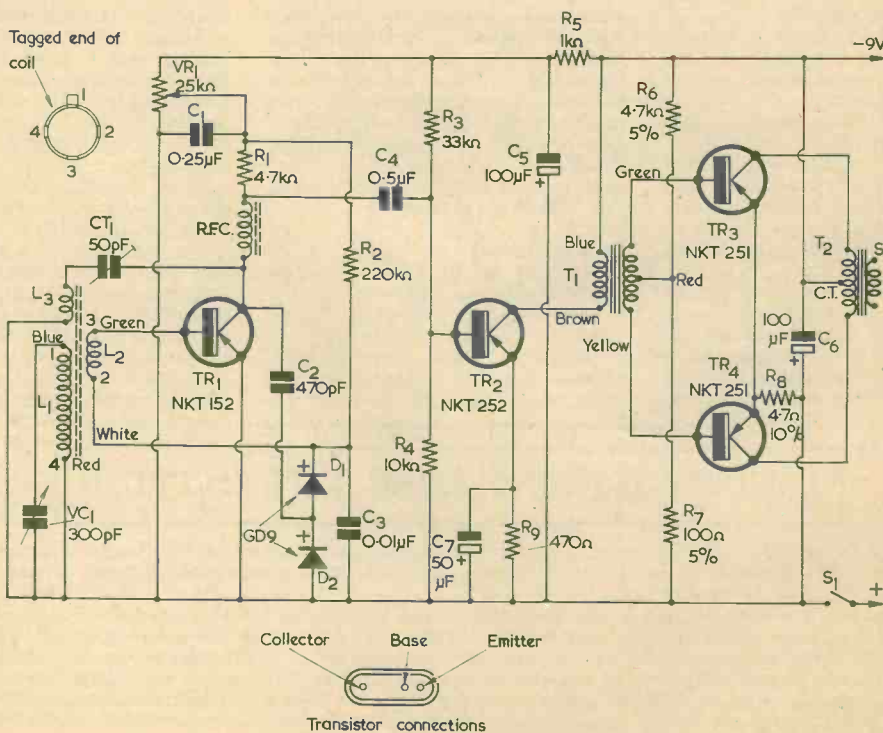 Tagged end of
coil
1
4
2
3
VR1
25kΩ
C1
0·25μF
R1
4·7kΩ
R.F.C.
CT1
50pF
L3
Blue
1
L1
4
Red
VC1
300pF
3
Green
L2
2
White
TR1
NKT 152
C2
470pF
R2
220kΩ
D1
GD9
D2
C3
0·01μF
C4
0·5μF
R3
33kΩ
R4
10kΩ
TR2
NKT 252
C7
50
μF
R9
470Ω
C5
100μF
R5
1kΩ
Blue
T1
Brown
Green
Red
Yellow
R6
4·7kΩ
5%
R7
100Ω
5%
TR3
NKT 251
TR4
NKT 251
R8
4·7Ω
10%
100
μF
C6
T2
C.T.
S
-9V
S1
+
Collector
Base
Emitter
Transistor connections